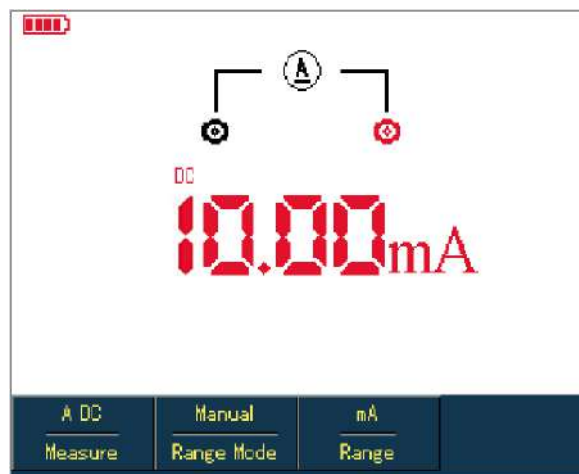 A
DC
10.00mA
A DC Manual mA
Measure Range Mode Range